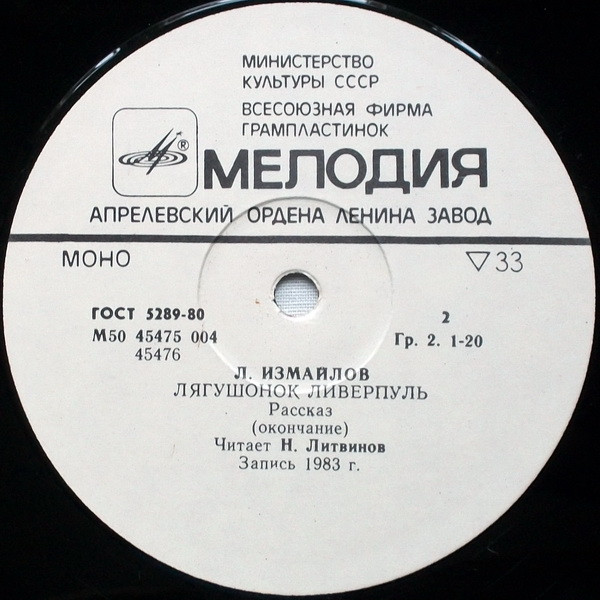 МИНИСТЕРСТВО
КУЛЬТУРЫ СССР
ВСЕСОЮЗНАЯ ФИРМА
ГРАМПЛАСТИНОК
® МЕЛОДИЯ
АПРЕЛЕВСКИЙ ОРДЕНА ЛЕНИНА ЗАВОД
МОНО ▽33
ГОСТ 5289-80 2
М50 45475 004 Гр. 2. 1-20
45476
Л. ИЗМАЙЛОВ
ЛЯГУШОНОК ЛИВЕРПУЛЬ
Рассказ
(окончание)
Читает Н. Литвинов
Запись 1983 г.